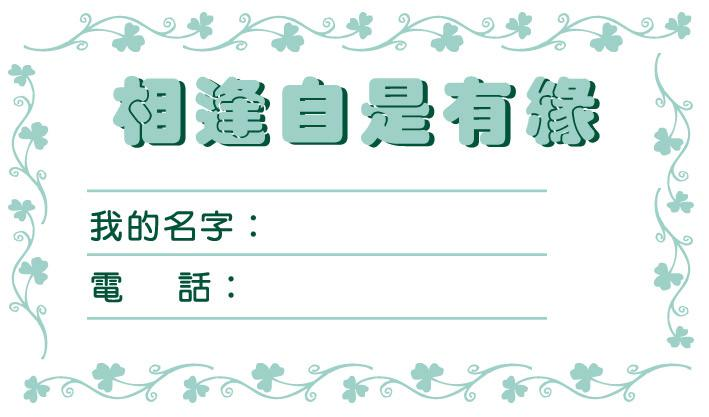 相逢自是有緣
我的名字：
電　話：